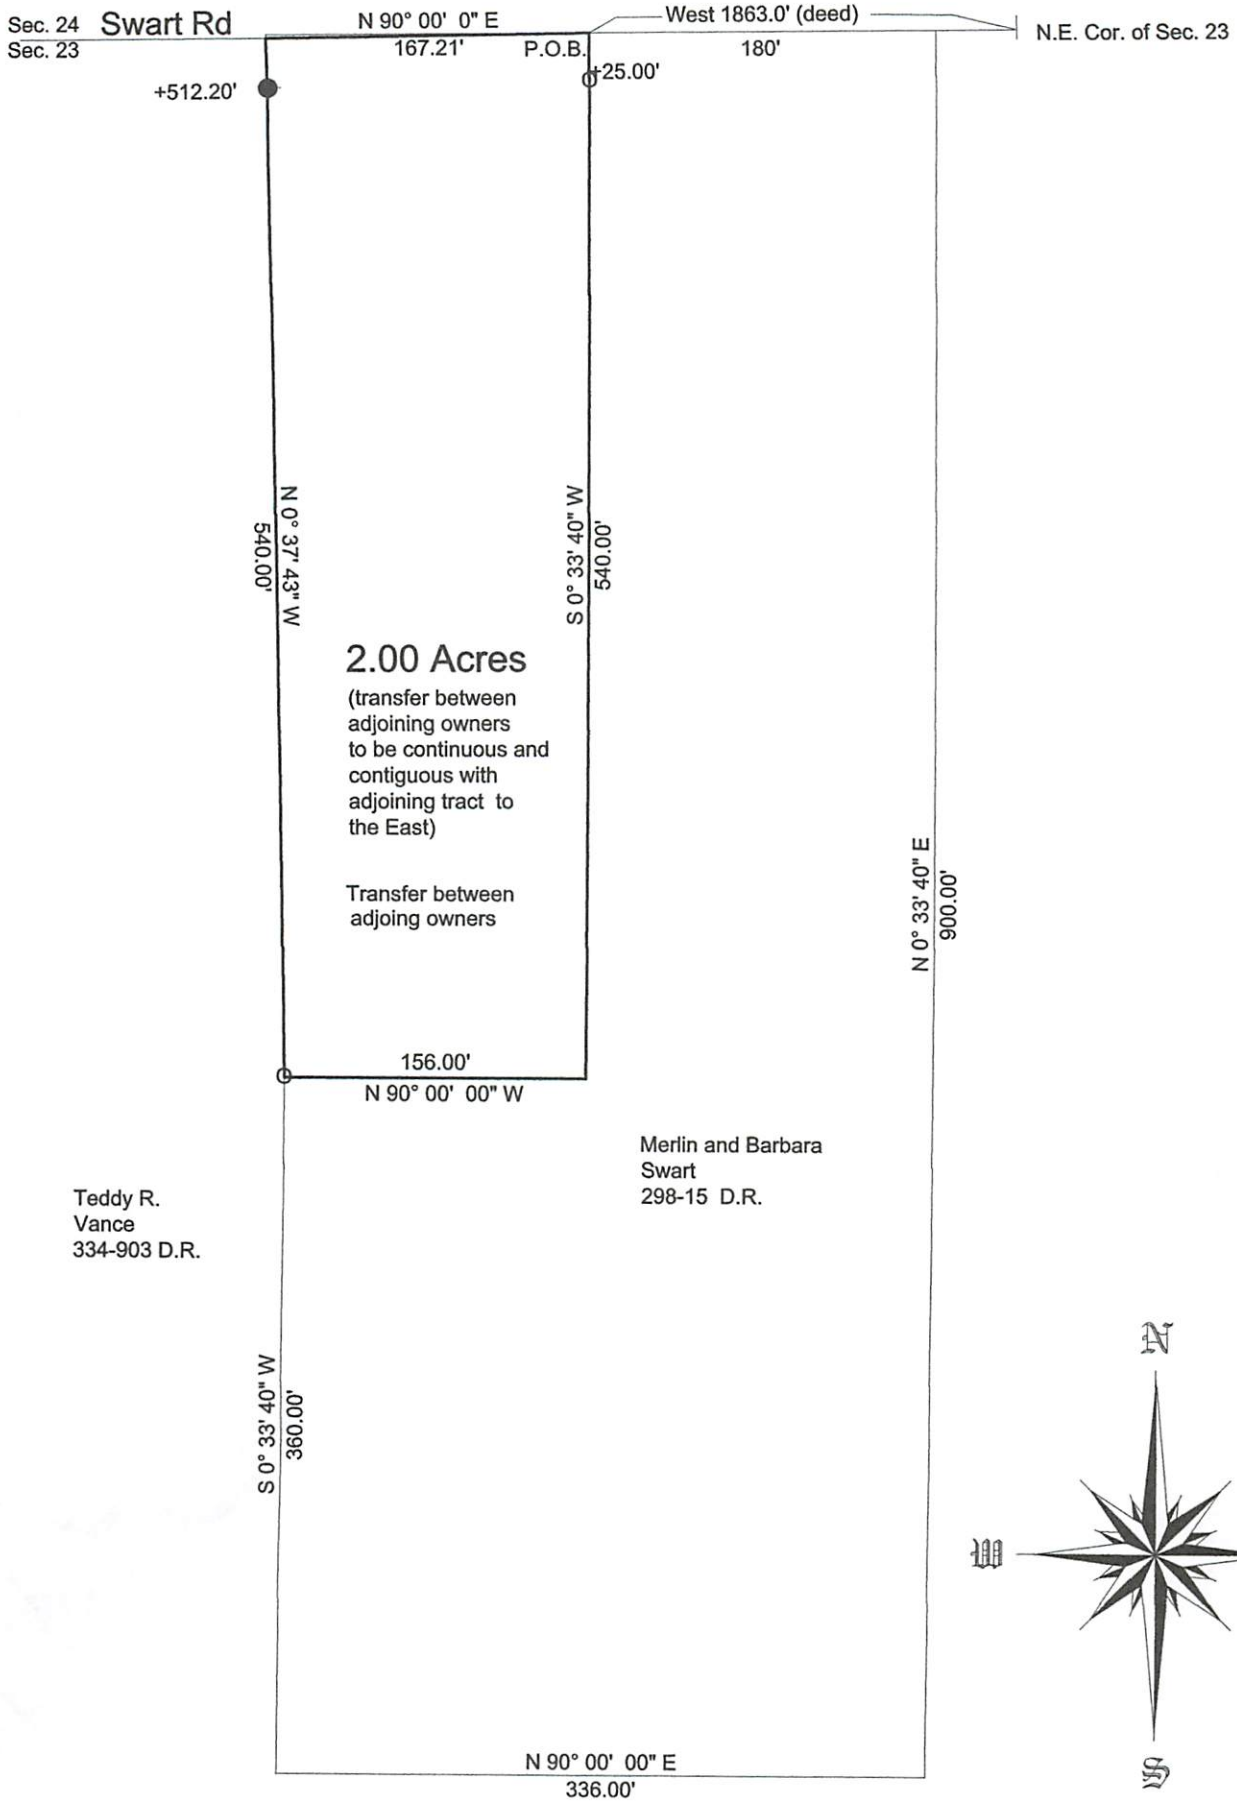 Sec. 24 Swart Rd
Sec. 23
N 90° 00' 0" E
167.21'
P.O.B.
West 1863.0' (deed)
180'
N.E. Cor. of Sec. 23
+512.20'
+25.00'
N 0° 37' 43" W
540.00'
S 0° 33' 40" W
540.00'
2.00 Acres
(transfer between
adjoining owners
to be continuous and
contiguous with
adjoining tract to
the East)
Transfer between
adjoing owners
N 0° 33' 40" E
900.00'
156.00'
N 90° 00' 00" W
Merlin and Barbara
Swart
298-15 D.R.
Teddy R.
Vance
334-903 D.R.
S 0° 33' 40" W
360.00'
N
W
S
N 90° 00' 00" E
336.00'